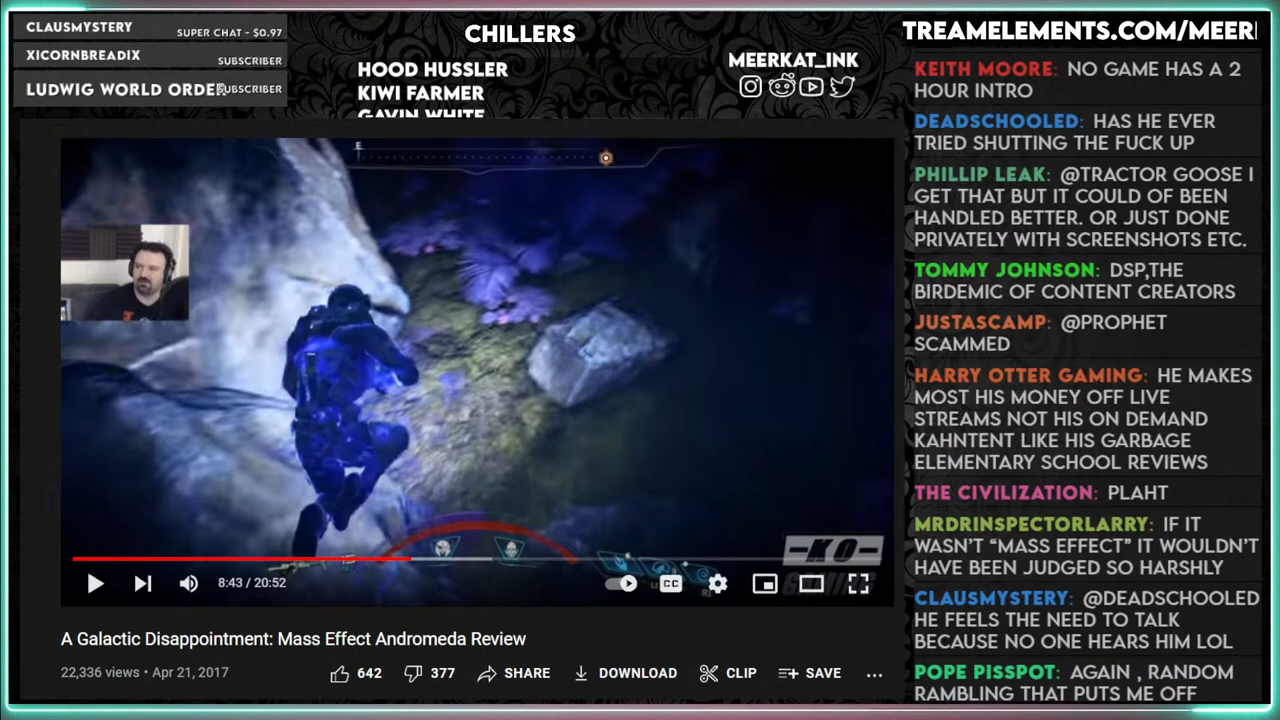 CLAUSMYSTERY
SUPER CHAT - $0.97
XICORNBREADIX
SUBSCRIBER
LUDWIG WORLD ORDER
SUBSCRIBER
CHILLERS
HOOD HUSSLER
KIWI FARMER
GAVIN WHITE
MEERKAT_INK
TREAMELEMENTS.COM/MEER
KEITH MOORE: NO GAME HAS A 2
HOUR INTRO
DEADSCHOOLED: HAS HE EVER
TRIED SHUTTING THE FUCK UP
PHILLIP LEAK: @TRACTOR GOOSE I
GET THAT BUT IT COULD OF BEEN
HANDLED BETTER. OR JUST DONE
PRIVATELY WITH SCREENSHOTS ETC.
TOMMY JOHNSON: DSP,THE
BIRDEMIC OF CONTENT CREATORS
JUSTASCAMP: @PROPHET
SCAMMED
HARRY OTTER GAMING: HE MAKES
MOST HIS MONEY OFF LIVE
STREAMS NOT HIS ON DEMAND
KAHNTENT LIKE HIS GARBAGE
ELEMENTARY SCHOOL REVIEWS
THE CIVILIZATION: PLAHT
MRDRINSPECTORLARRY: IF IT
WASN'T “MASS EFFECT” IT WOULDN'T
HAVE BEEN JUDGED SO HARSHLY
CLAUSMYSTERY: @DEADSCHOOLED
HE FEELS THE NEED TO TALK
BECAUSE NO ONE HEARS HIM LOL
POPE PISSPOT: AGAIN , RANDOM
RAMBLING THAT PUTS ME OFF
E
-KO-
8:43 / 20:52
CC
A Galactic Disappointment: Mass Effect Andromeda Review
22,336 views • Apr 21, 2017
642
377
SHARE
DOWNLOAD
CLIP
SAVE